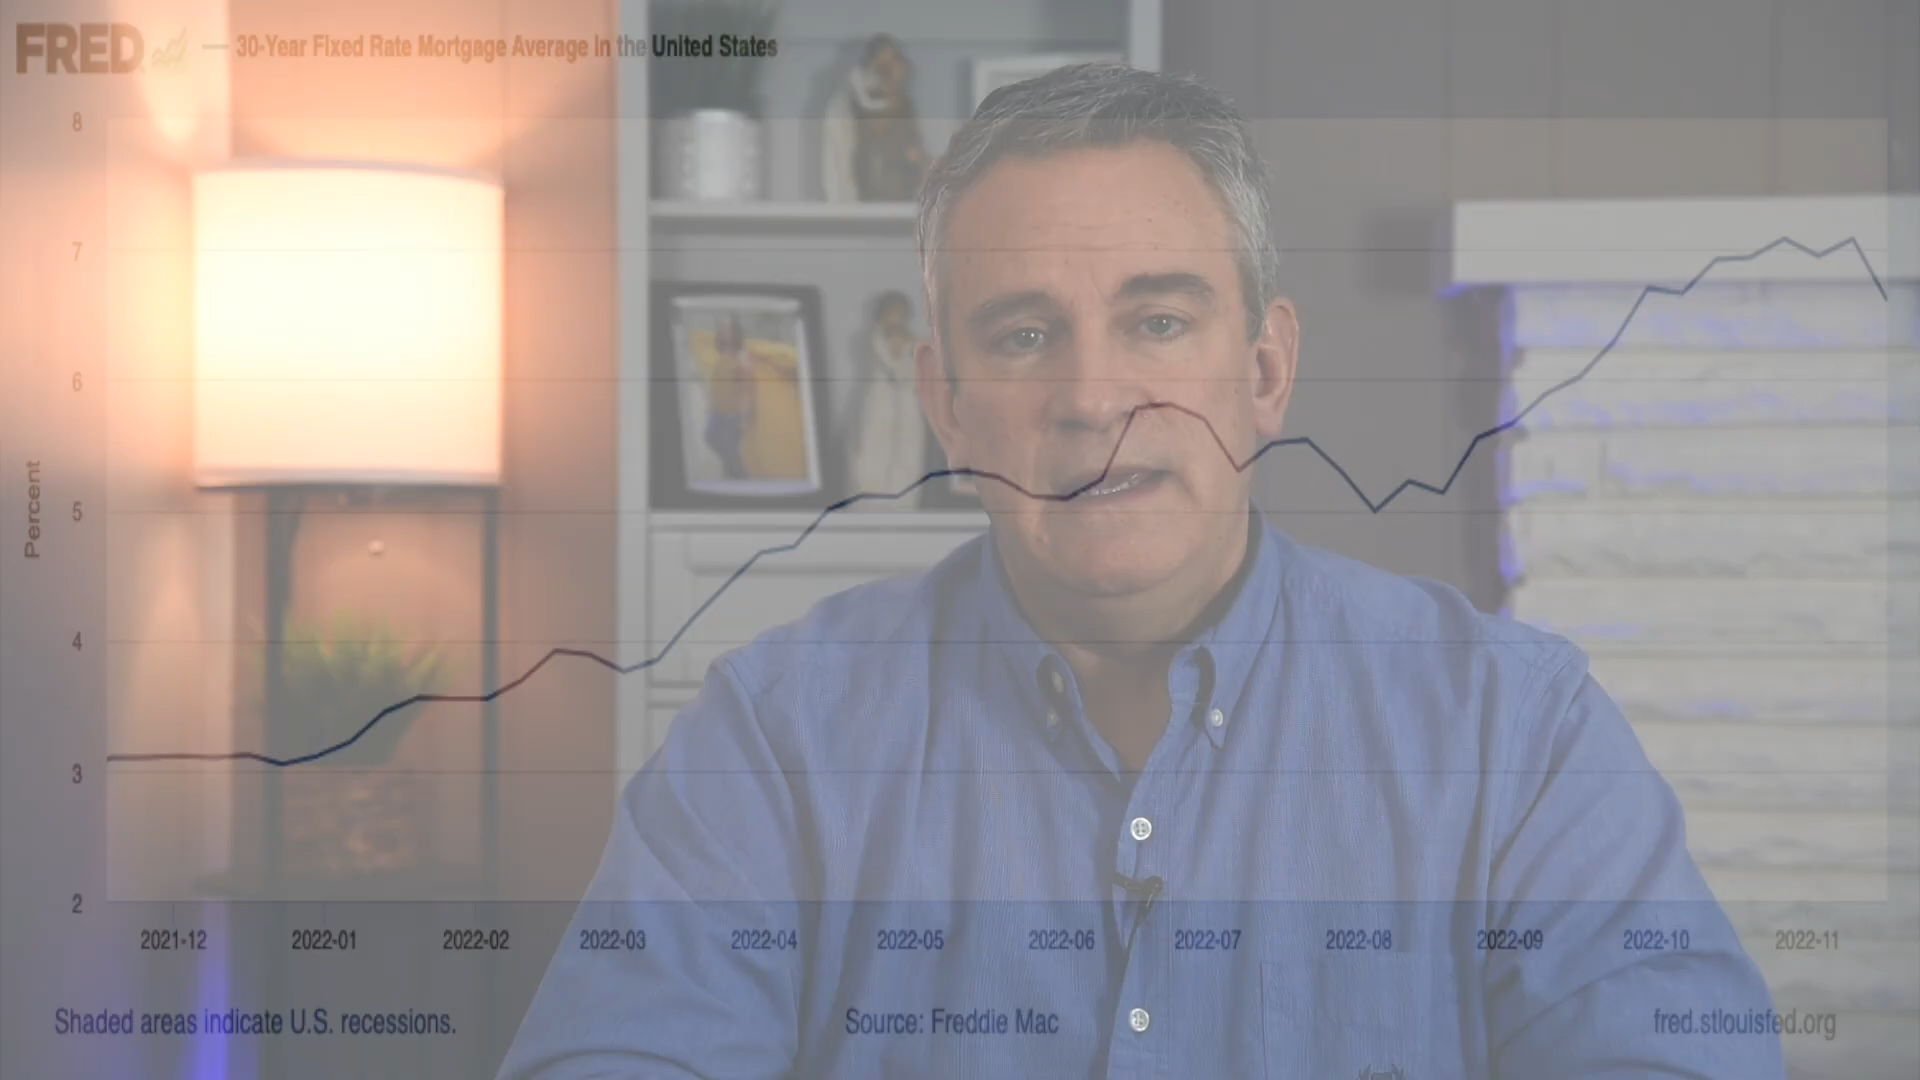 FRED — 30-Year Fixed Rate Mortgage Average in the United States
8
7
6
5
4
3
2
Percent
2021-12 2022-01 2022-02 2022-03 2022-04 2022-05 2022-06 2022-07 2022-08 2022-09 2022-10 2022-11
Shaded areas indicate U.S. recessions. Source: Freddie Mac fred.stlouisfed.org